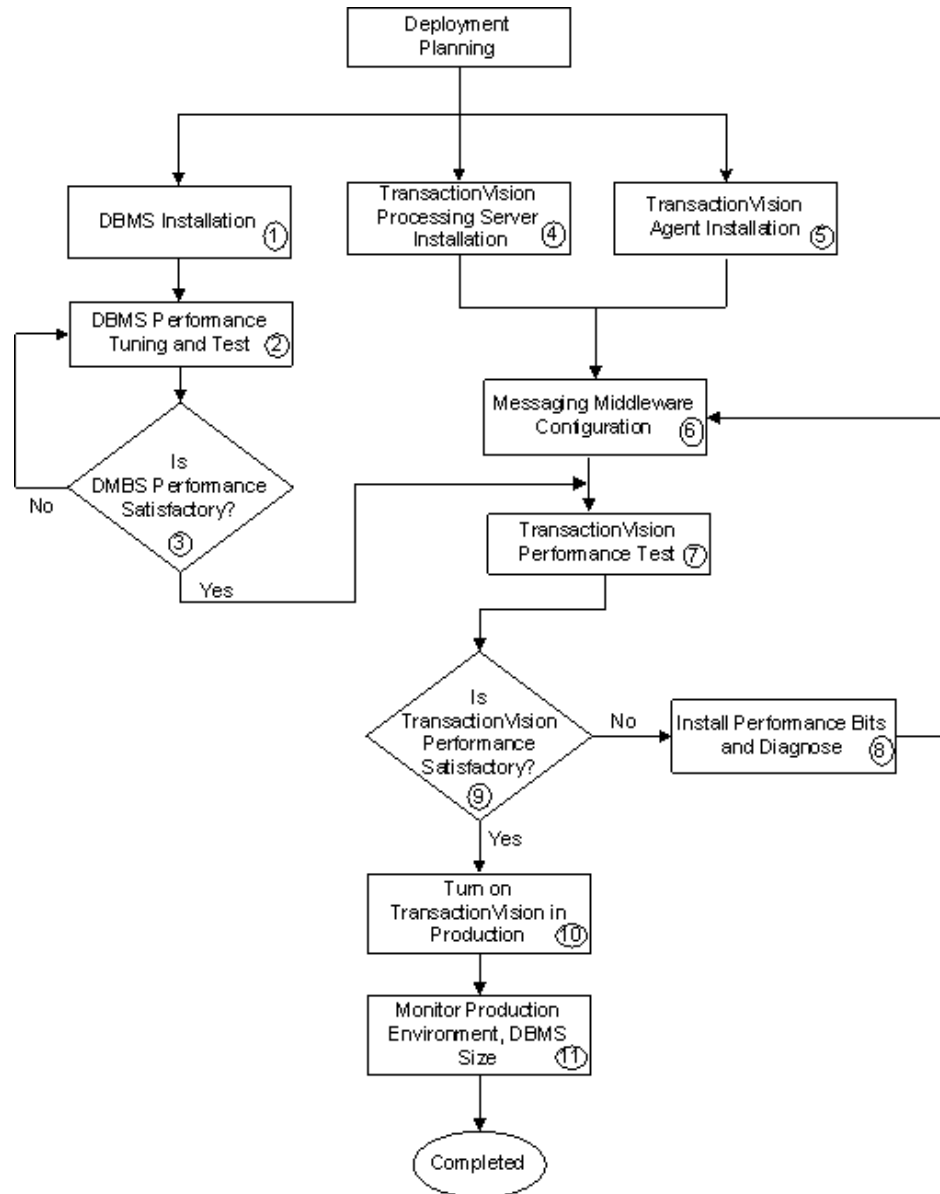 Deployment
Planning
DBMS Installation
1
TransactionVision
Processing Server
Installation
4
TransactionVision
Agent Installation
5
DBMS Performance
Tuning and Test
2
Messaging Middleware
Configuration
6
Is
DMBS Performance
Satisfactory?
3
No
Yes
TransactionVision
Performance Test
7
Is
TransactionVision
Performance
Satisfactory?
9
No
Install Performance Bits
and Diagnose
8
Yes
Turn on
TransactionVision in
Production
10
Monitor Production
Environment, DBMS
Size
11
Completed